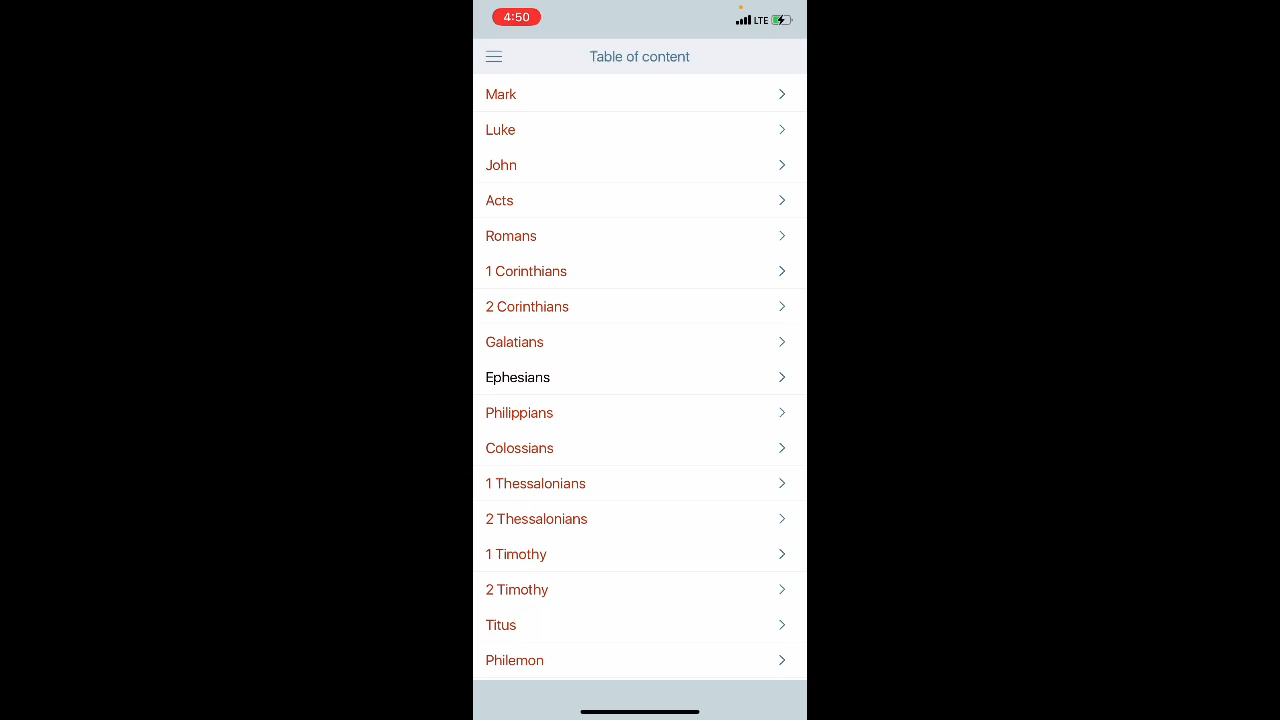 4:50
LTE
Table of content
Mark
Luke
John
Acts
Romans
1 Corinthians
2 Corinthians
Galatians
Ephesians
Philippians
Colossians
1 Thessalonians
2 Thessalonians
1 Timothy
2 Timothy
Titus
Philemon